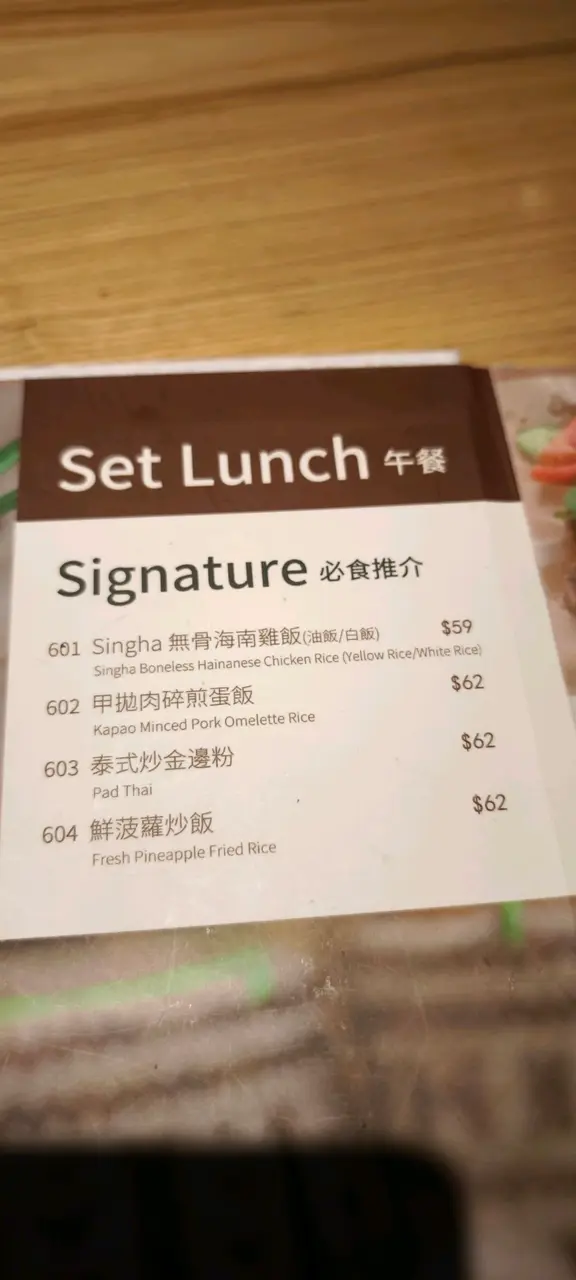 Set Lunch 午餐
Signature 必食推介
601 Singha 無骨海南雞飯(油飯/白飯) $59
Singha Boneless Hainanese Chicken Rice (Yellow Rice/White Rice)
602 甲拋肉碎煎蛋飯 $62
Kapao Minced Pork Omelette Rice
603 泰式炒金邊粉 $62
Pad Thai
604 鮮菠蘿炒飯 $62
Fresh Pineapple Fried Rice